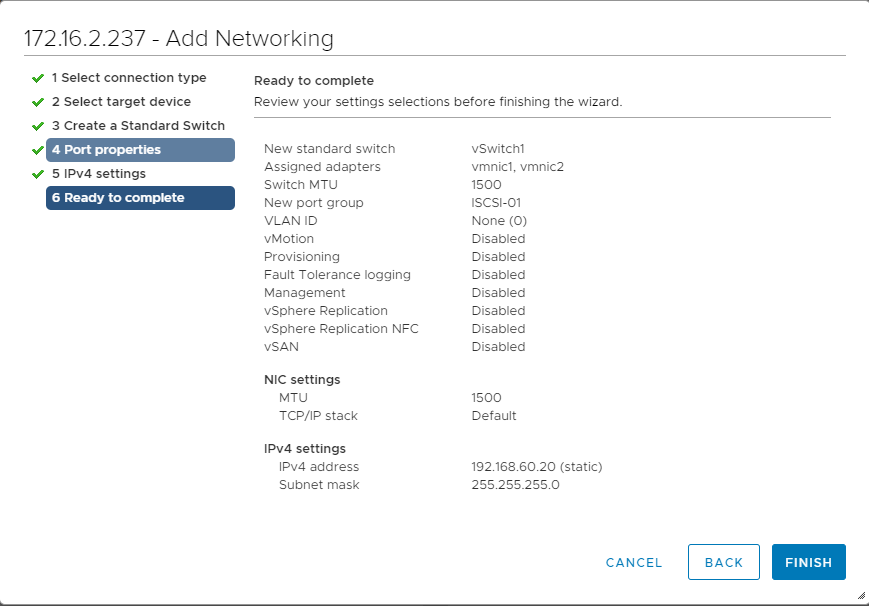 172.16.2.237 - Add Networking
1 Select connection type
2 Select target device
3 Create a Standard Switch
4 Port properties
5 IPv4 settings
6 Ready to complete
Ready to complete
Review your settings selections before finishing the wizard.
New standard switch vSwitch1
Assigned adapters vmnic1, vmnic2
Switch MTU 1500
New port group ISCSI-01
VLAN ID None (0)
vMotion Disabled
Provisioning Disabled
Fault Tolerance logging Disabled
Management Disabled
vSphere Replication Disabled
vSphere Replication NFC Disabled
vSAN Disabled
NIC settings
MTU 1500
TCP/IP stack Default
IPv4 settings
IPv4 address 192.168.60.20 (static)
Subnet mask 255.255.255.0
CANCEL BACK FINISH